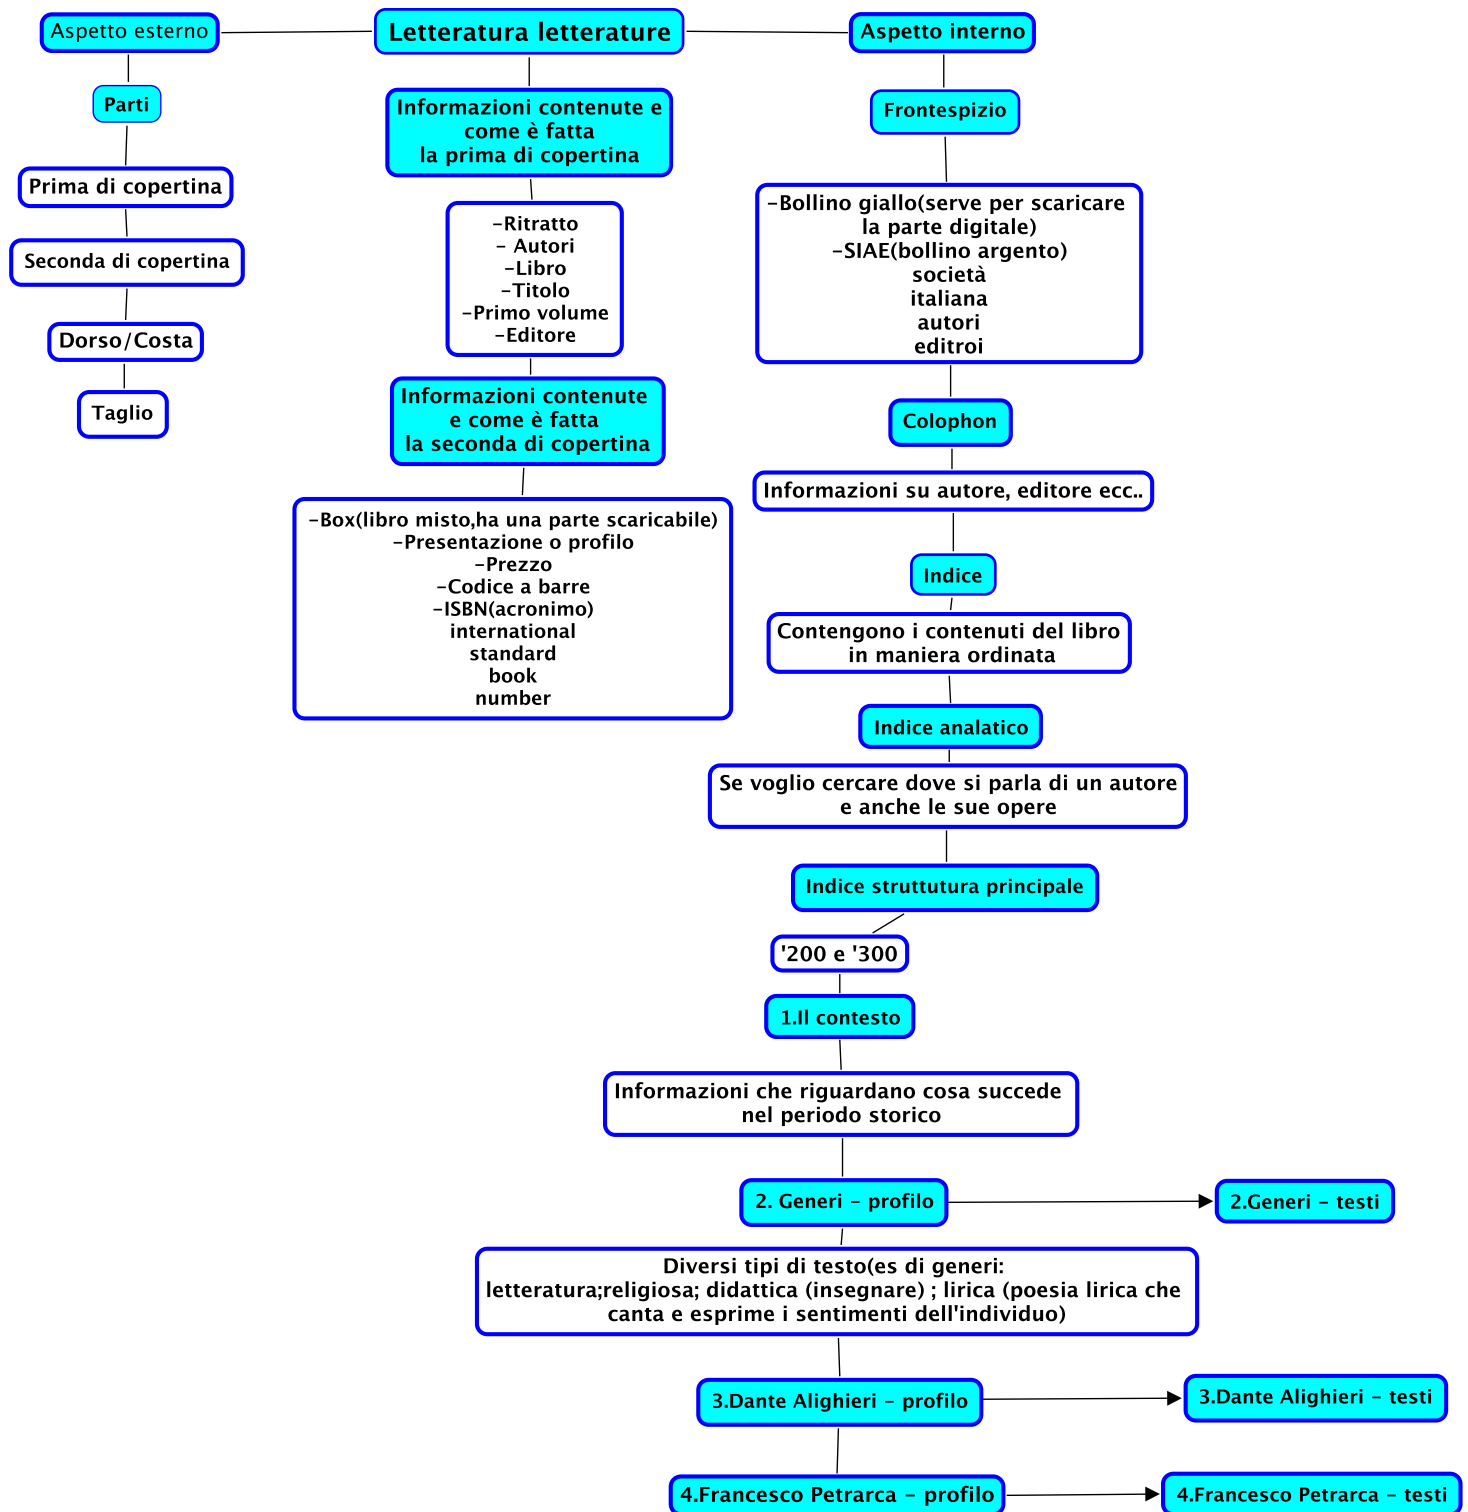 Letteratura letterature
Aspetto esterno
Parti
Prima di copertina
Seconda di copertina
Dorso/Costa
Taglio
Informazioni contenute e
come è fatta
la prima di copertina
-Ritratto
- Autori
-Libro
-Titolo
-Primo volume
-Editore
Informazioni contenute
e come è fatta
la seconda di copertina
-Box(libro misto,ha una parte scaricabile)
-Presentazione o profilo
-Prezzo
-Codice a barre
-ISBN(acronimo)
international
standard
book
number
Aspetto interno
Frontespizio
-Bollino giallo(serve per scaricare
la parte digitale)
-SIAE(bollino argento)
società
italiana
autori
editroi
Colophon
Informazioni su autore, editore ecc..
Indice
Contengono i contenuti del libro
in maniera ordinata
Indice analatico
Se voglio cercare dove si parla di un autore
e anche le sue opere
Indice struttutura principale
'200 e '300
1.Il contesto
Informazioni che riguardano cosa succede
nel periodo storico
2. Generi - profilo
2.Generi - testi
Diversi tipi di testo(es di generi:
letteratura;religiosa; didattica (insegnare) ; lirica (poesia lirica che
canta e esprime i sentimenti dell'individuo)
3.Dante Alighieri - profilo
3.Dante Alighieri - testi
4.Francesco Petrarca - profilo
4.Francesco Petrarca - testi